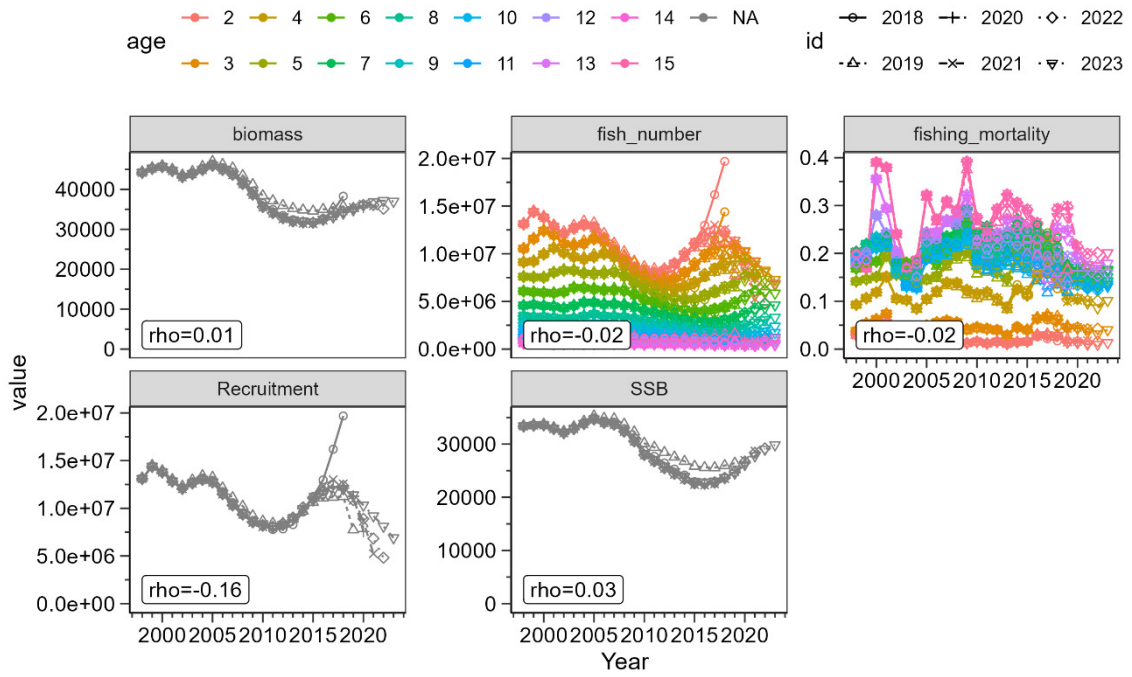 age
2 4 6 8 10 12 14 NA
3 5 7 9 11 13 15
id
2018 2020 2022
2019 2021 2023
biomass
fish_number
fishing_mortality
40000
30000
20000
10000
0
rho=0.01
2.0e+07
1.5e+07
1.0e+07
5.0e+06
0.0e+00
rho=-0.02
0.4
0.3
0.2
0.1
0.0
rho=-0.02
2000 2005 2010 2015 2020
value
Recruitment
SSB
2.0e+07
1.5e+07
1.0e+07
5.0e+06
0.0e+00
rho=-0.16
2000 2005 2010 2015 2020
30000
20000
10000
0
rho=0.03
2000 2005 2010 2015 2020
Year